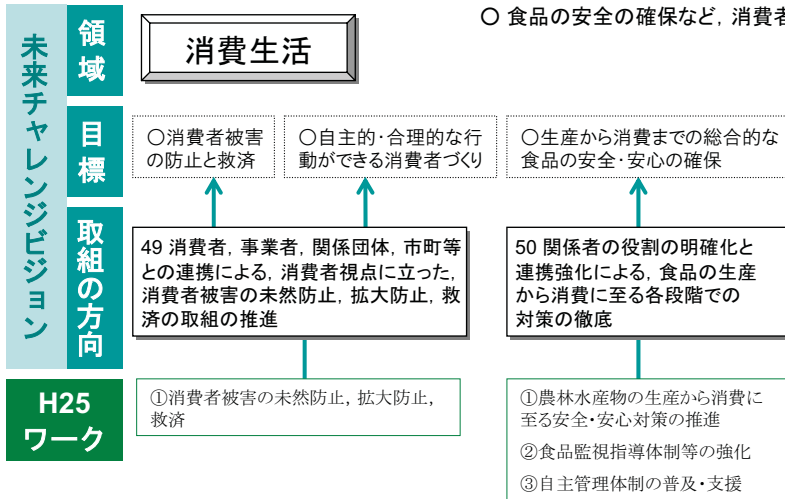 未来チャレンジビジョン
領域
消費生活
○ 食品の安全の確保など，消費者
目標
○消費者被害
の防止と救済
○自主的・合理的な行
動ができる消費者づくり
○生産から消費までの総合的な
食品の安全・安心の確保
取組の方向
49 消費者，事業者，関係団体，市町等
との連携による，消費者視点に立った，
消費者被害の未然防止，拡大防止，救
済の取組の推進
50 関係者の役割の明確化と
連携強化による，食品の生産
から消費に至る各段階での
対策の徹底
H25
ワーク
①消費者被害の未然防止，拡大防止，
救済
①農林水産物の生産から消費に
至る安全・安心対策の推進
②食品監視指導体制等の強化
③自主管理体制の普及・支援